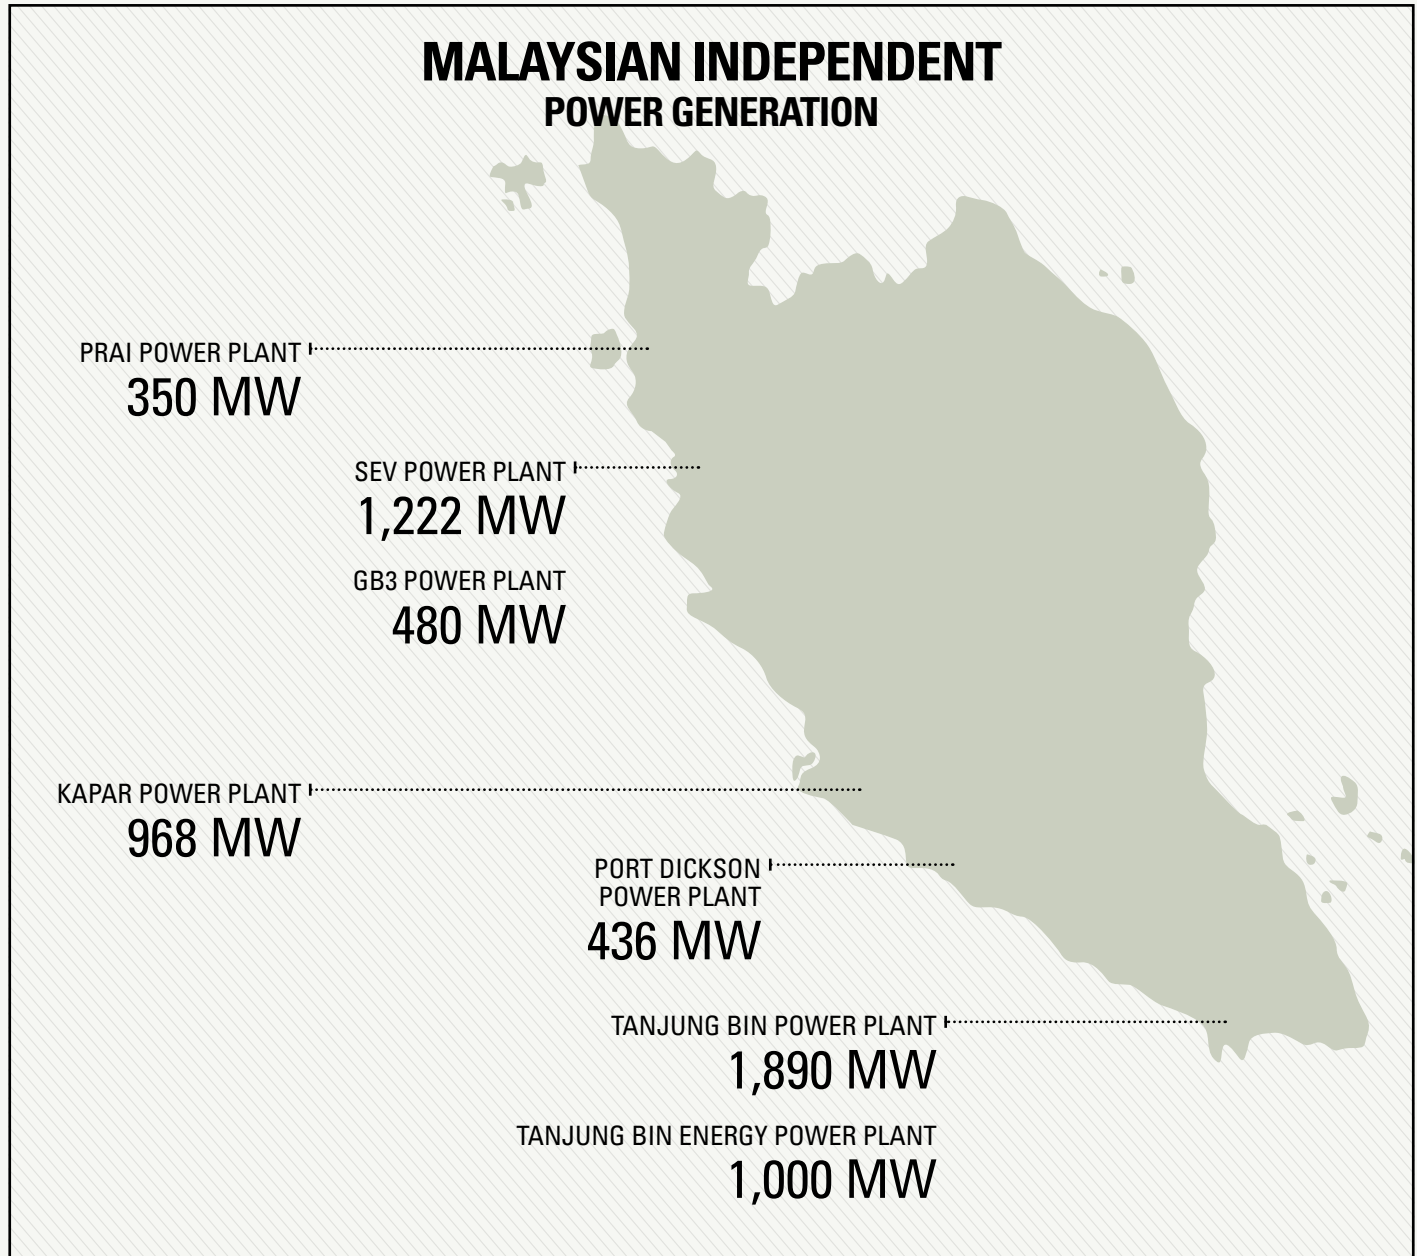 MALAYSIAN INDEPENDENT
POWER GENERATION
PRAI POWER PLANT
350 MW
SEV POWER PLANT
1,222 MW
GB3 POWER PLANT
480 MW
KAPAR POWER PLANT
968 MW
PORT DICKSON
POWER PLANT
436 MW
TANJUNG BIN POWER PLANT
1,890 MW
TANJUNG BIN ENERGY POWER PLANT
1,000 MW